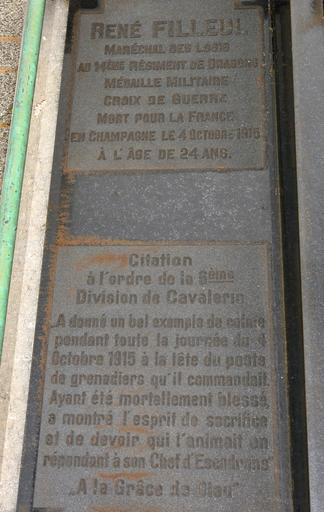 RENÉ FILLEUL
MARÉCHAL DES LOGIS
AU 14ÈME RÉGIMENT DE DRAGONS
MÉDAILLE MILITAIRE
CROIX DE GUERRE
MORT POUR LA FRANCE
EN CHAMPAGNE LE 4 OCTOBRE 1915
À L'ÂGE DE 24 ANS.
Citation
à l'ordre de la 6ème
Division de Cavalerie
"A donné un bel exemple de calme
pendant toute la journée du 4
Octobre 1915 à la tête du poste
de grenadiers qu'il commandait.
Ayant été mortellement blessé,
a montré l'esprit de sacrifice
et de devoir qui l'animait en
répondant à son Chef d'Escadrons"
"A la Grâce de Dieu"